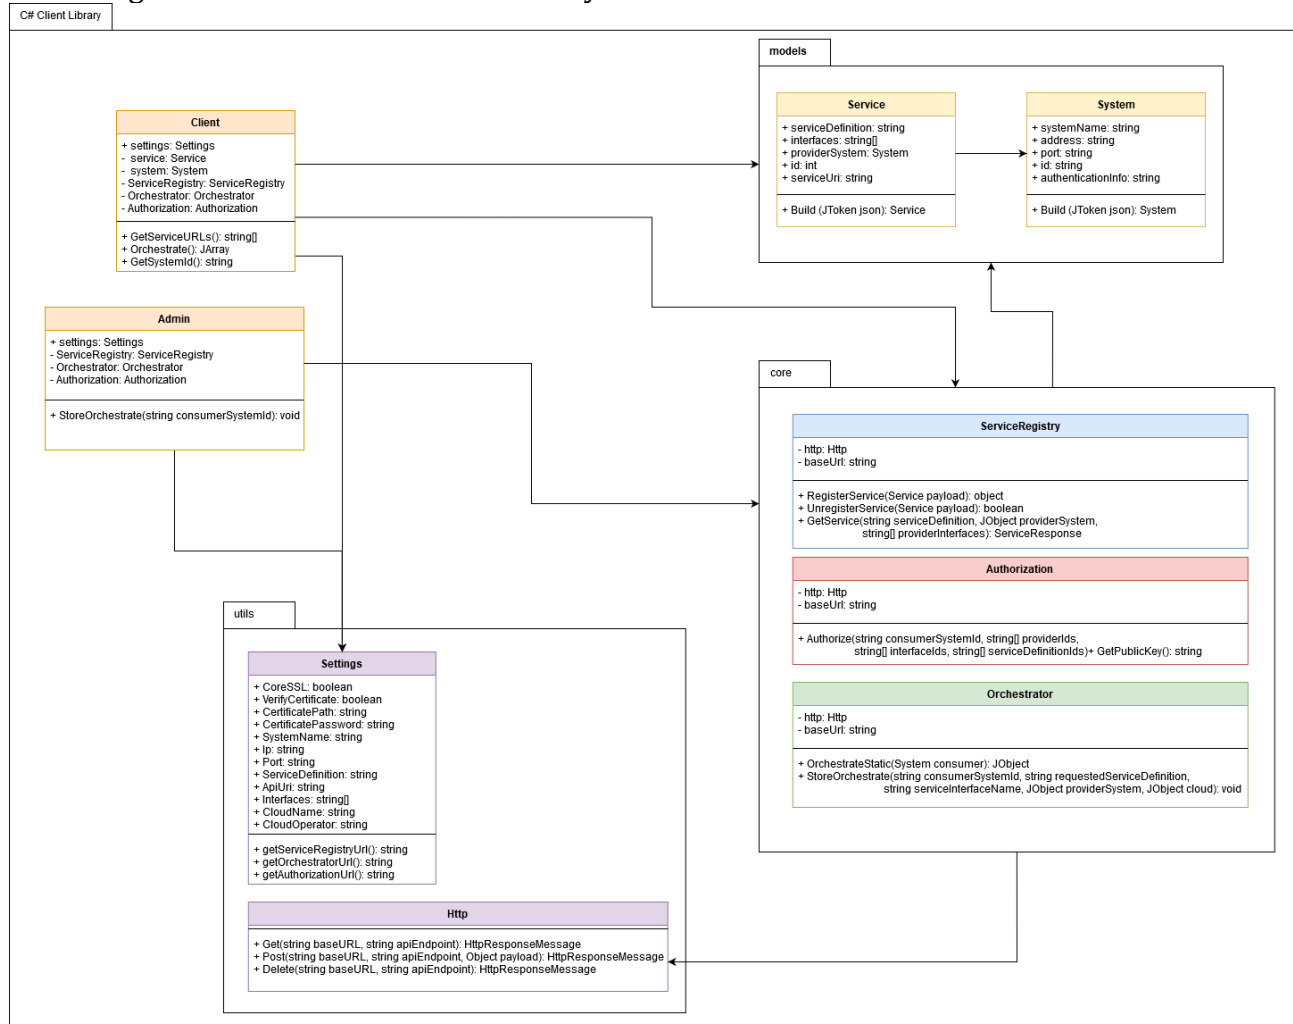 C# Client Library
models
Service
+ serviceDefinition: string
+ interfaces: string[]
+ providerSystem: System
+ id: int
+ serviceUri: string
+ Build (JToken json): Service
System
+ systemName: string
+ address: string
+ port: string
+ id: string
+ authenticationInfo: string
+ Build (JToken json): System
Client
+ settings: Settings
- service: Service
- system: System
- ServiceRegistry: ServiceRegistry
- Orchestrator: Orchestrator
- Authorization: Authorization
+ GetServiceURLs(): string[]
+ Orchestrate(): JArray
+ GetSystemId(): string
Admin
+ settings: Settings
- ServiceRegistry: ServiceRegistry
- Orchestrator: Orchestrator
- Authorization: Authorization
+ StoreOrchestrate(string consumerSystemId): void
core
ServiceRegistry
- http: Http
- baseUrl: string
+ RegisterService(Service payload): object
+ UnregisterService(Service payload): boolean
+ GetService(string serviceDefinition, JObject providerSystem,
string[] providerInterfaces): ServiceResponse
Authorization
- http: Http
- baseUrl: string
+ Authorize(string consumerSystemId, string[] providerIds,
string[] interfaceIds, string[] serviceDefinitionIds)+ GetPublicKey(): string
Orchestrator
- http: Http
- baseUrl: string
+ OrchestrateStatic(System consumer): JObject
+ StoreOrchestrate(string consumerSystemId, string requestedServiceDefinition,
string serviceInterfaceName, JObject providerSystem, JObject cloud): void
utils
Settings
+ CoreSSL: boolean
+ VerifyCertificate: boolean
+ CertificatePath: string
+ CertificatePassword: string
+ SystemName: string
+ Ip: string
+ Port: string
+ ServiceDefinition: string
+ ApiUri: string
+ Interfaces: string[]
+ CloudName: string
+ CloudOperator: string
+ getServiceRegistryUrl(): string
+ getOrchestratorUrl(): string
+ getAuthorizationUrl(): string
Http
+ Get(string baseURL, string apiEndpoint): HttpResponseMessage
+ Post(string baseURL, string apiEndpoint, Object payload): HttpResponseMessage
+ Delete(string baseURL, string apiEndpoint): HttpResponseMessage